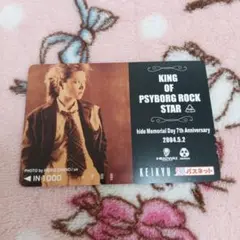 KING
OF
PSYBORG ROCK
STAR
hide Memorial Day 7th Anniversary
2004.5.2
KEIKYU パスネット
◀ IN 1000